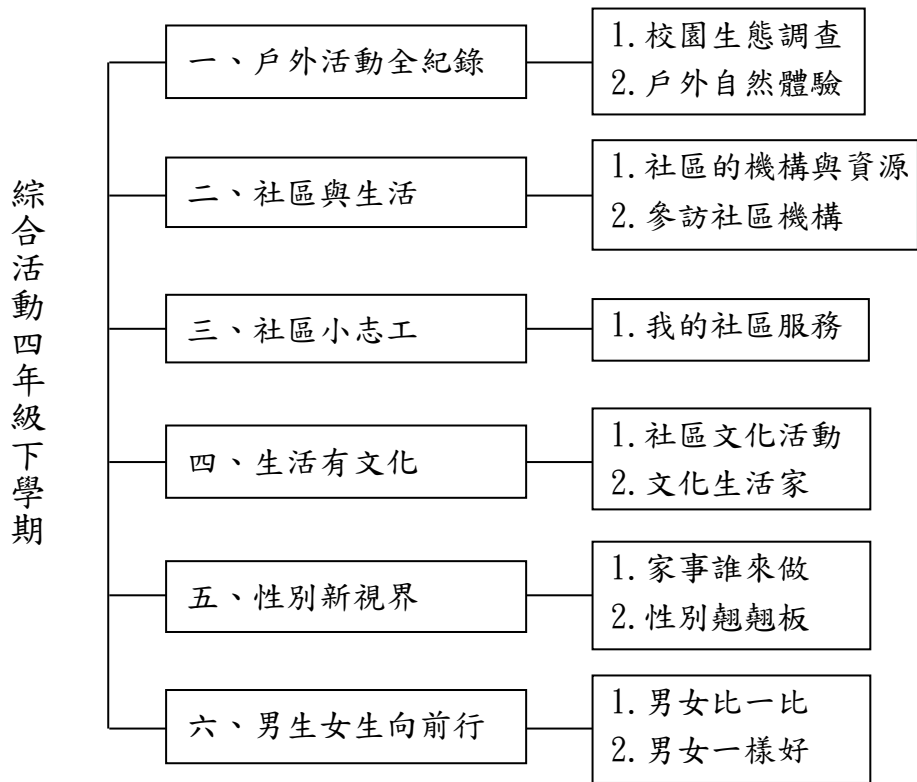 綜合活動四年級下學期
一、戶外活動全紀錄
1.校園生態調查
2.戶外自然體驗
二、社區與生活
1.社區的機構與資源
2.參訪社區機構
三、社區小志工
1.我的社區服務
四、生活有文化
1.社區文化活動
2.文化生活家
五、性別新視界
1.家事誰來做
2.性別翹翹板
六、男生女生向前行
1.男女比一比
2.男女一樣好